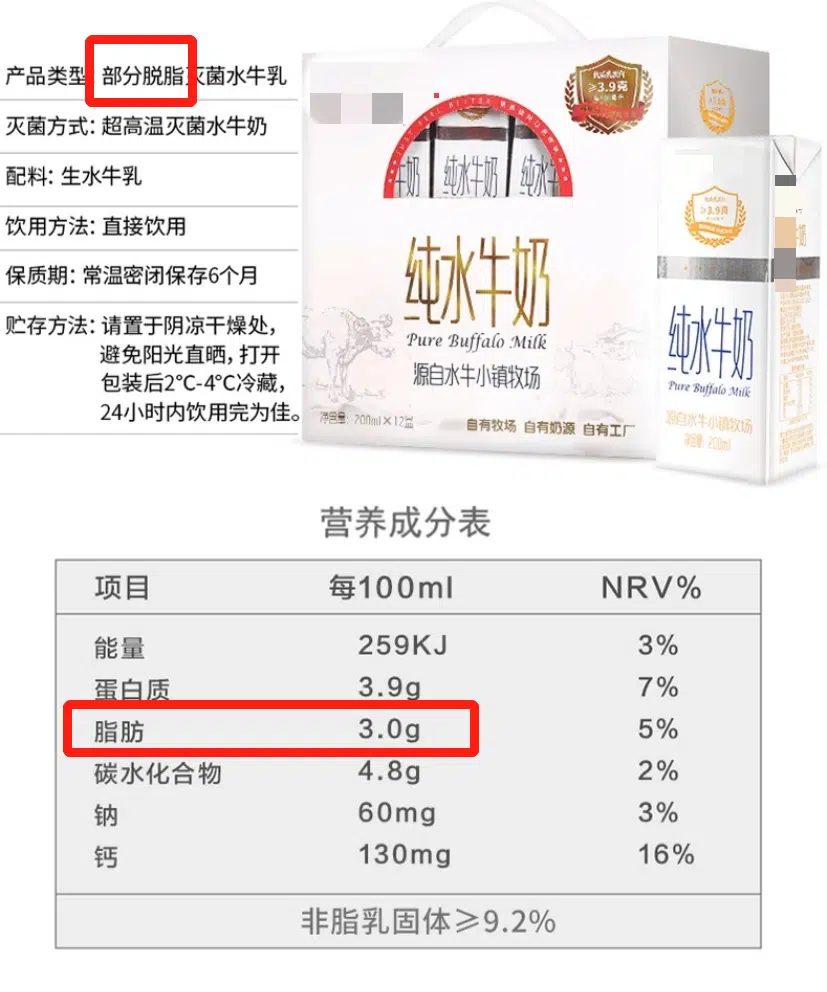 产品类型: 部分脱脂灭菌水牛乳
灭菌方式: 超高温灭菌水牛奶
配料: 生水牛乳
饮用方法: 直接饮用
保质期: 常温密闭保存6个月
贮存方法: 请置于阴凉干燥处,
避免阳光直晒, 打开
包装后2℃-4℃冷藏,
24小时内饮用完为佳。
≥3.9克
牛奶
纯水牛奶
纯水牛
纯水牛奶
Pure Buffalo Milk
源自水牛小镇牧场
净含量: 200ml×12盒
自有牧场 自有奶源 自有工厂
≥3.9克
纯水牛奶
Pure Buffalo Milk
源自水牛小镇牧场
净含量: 200ml
营养成分表
项目 每100ml NRV%
能量 259KJ 3%
蛋白质 3.9g 7%
脂肪 3.0g 5%
碳水化合物 4.8g 2%
钠 60mg 3%
钙 130mg 16%
非脂乳固体≥9.2%